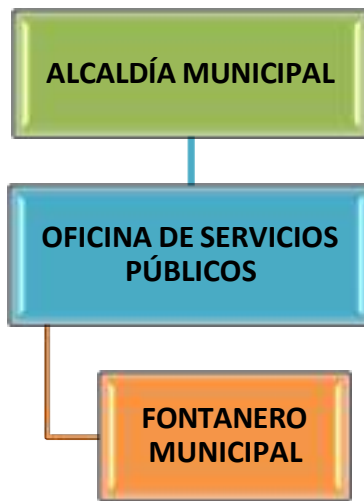 ALCALDÍA MUNICIPAL
OFICINA DE SERVICIOS
PÚBLICOS
FONTANERO
MUNICIPAL